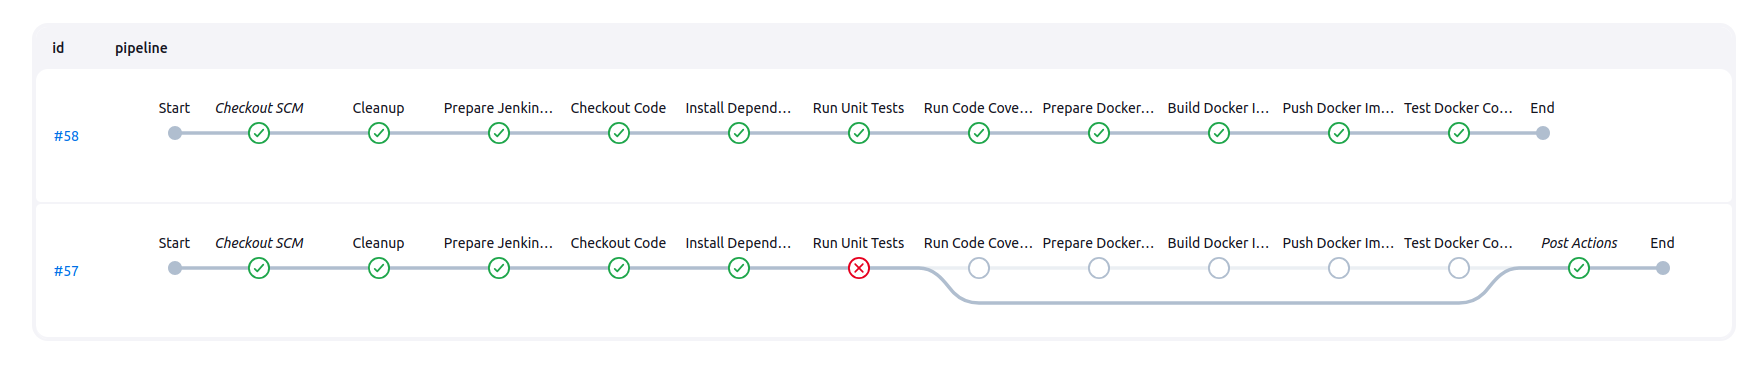 id pipeline
Start Checkout SCM Cleanup Prepare Jenkin... Checkout Code Install Depend... Run Unit Tests Run Code Cove... Prepare Docker... Build Docker I... Push Docker Im... Test Docker Co... End
#58
Start Checkout SCM Cleanup Prepare Jenkin... Checkout Code Install Depend... Run Unit Tests Run Code Cove... Prepare Docker... Build Docker I... Push Docker Im... Test Docker Co... Post Actions End
#57